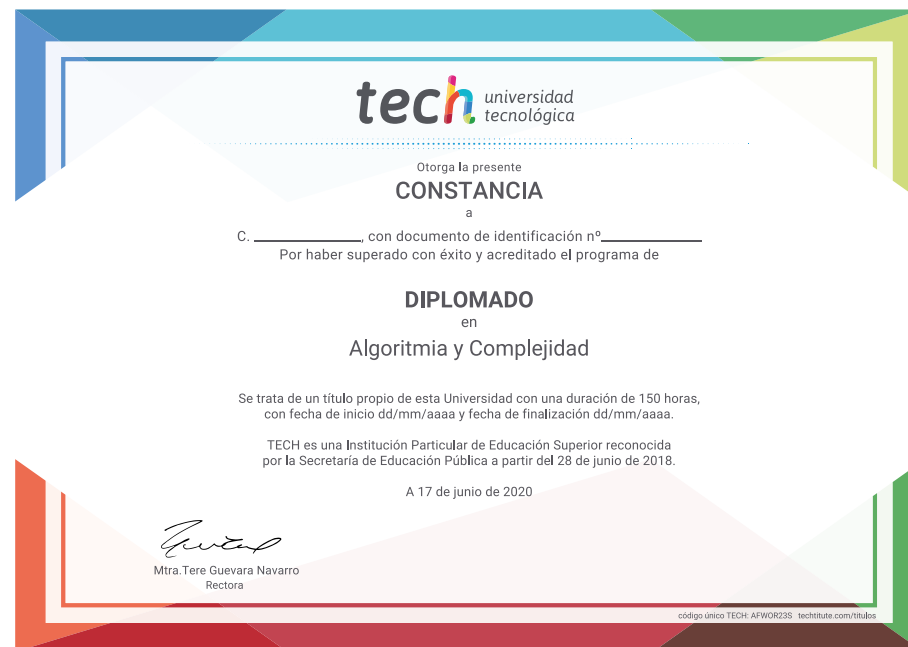 tech universidad
tecnológica
Otorga la presente
CONSTANCIA
a
C. ____________, con documento de identificación nº____________
Por haber superado con éxito y acreditado el programa de
DIPLOMADO
en
Algoritmia y Complejidad
Se trata de un título propio de esta Universidad con una duración de 150 horas,
con fecha de inicio dd/mm/aaaa y fecha de finalización dd/mm/aaaa.
TECH es una Institución Particular de Educación Superior reconocida
por la Secretaría de Educación Pública a partir del 28 de junio de 2018.
A 17 de junio de 2020
Mtra.Tere Guevara Navarro
Rectora
código único TECH: AFWOR23S techtitute.com/titulos